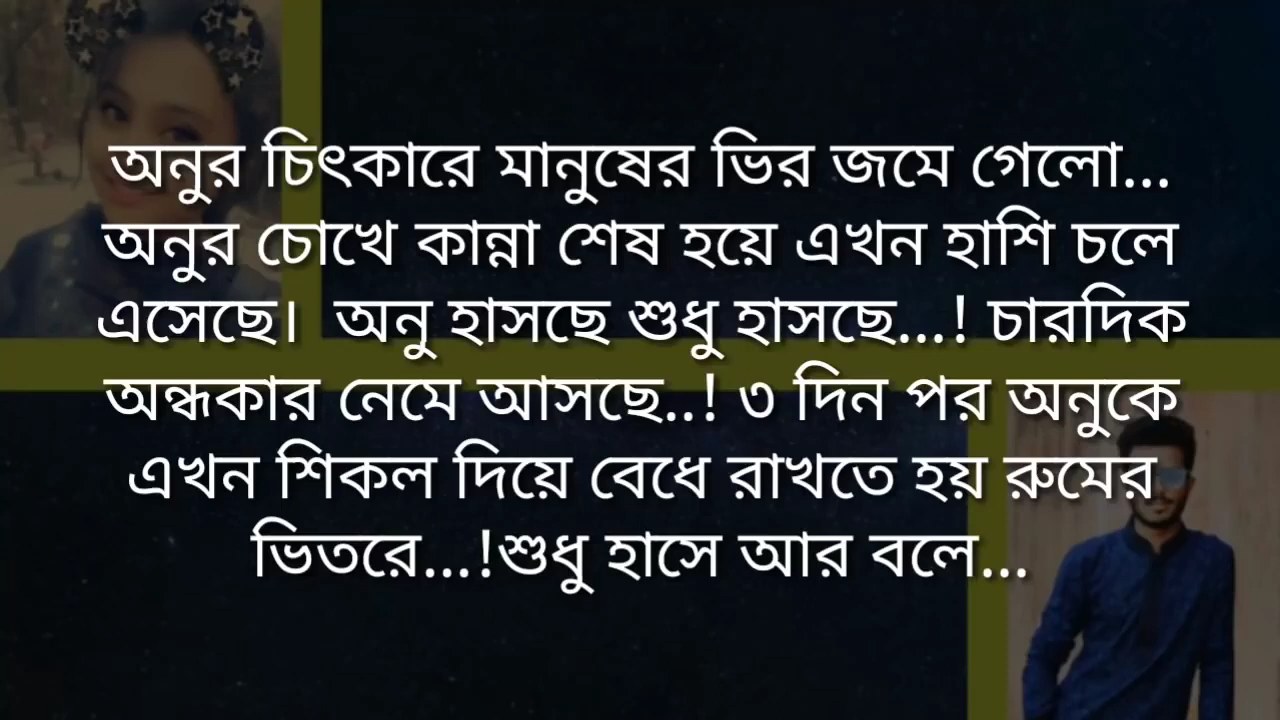 অনুর চিৎকারে মানুষের ভির জমে গেলো...
অনুর চোখে কান্না শেষ হয়ে এখন হাশি চলে
এসেছে।  অনু হাসছে শুধু হাসছে...! চারদিক
অন্ধকার নেমে আসছে..! ৩ দিন পর অনুকে
এখন শিকল দিয়ে বেধে রাখতে হয় রুমের
ভিতরে...!শুধু হাসে আর বলে...